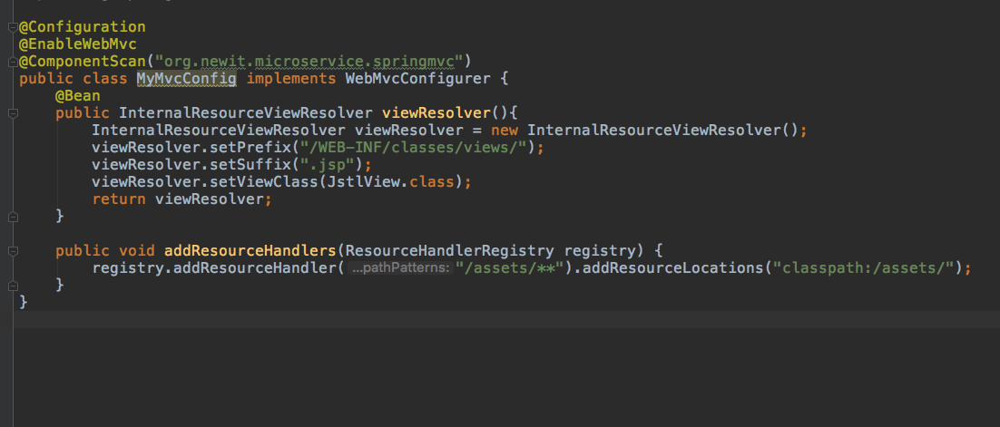 @Configuration
@EnableWebMvc
@ComponentScan("org.newit.microservice.springmvc")
public class MyMvcConfig implements WebMvcConfigurer {
    @Bean
    public InternalResourceViewResolver viewResolver(){
        InternalResourceViewResolver viewResolver = new InternalResourceViewResolver();
        viewResolver.setPrefix("/WEB-INF/classes/views/");
        viewResolver.setSuffix(".jsp");
        viewResolver.setViewClass(JstlView.class);
        return viewResolver;
    }
    public void addResourceHandlers(ResourceHandlerRegistry registry) {
        registry.addResourceHandler( ...pathPatterns: "/assets/**").addResourceLocations("classpath:/assets/");
    }
}